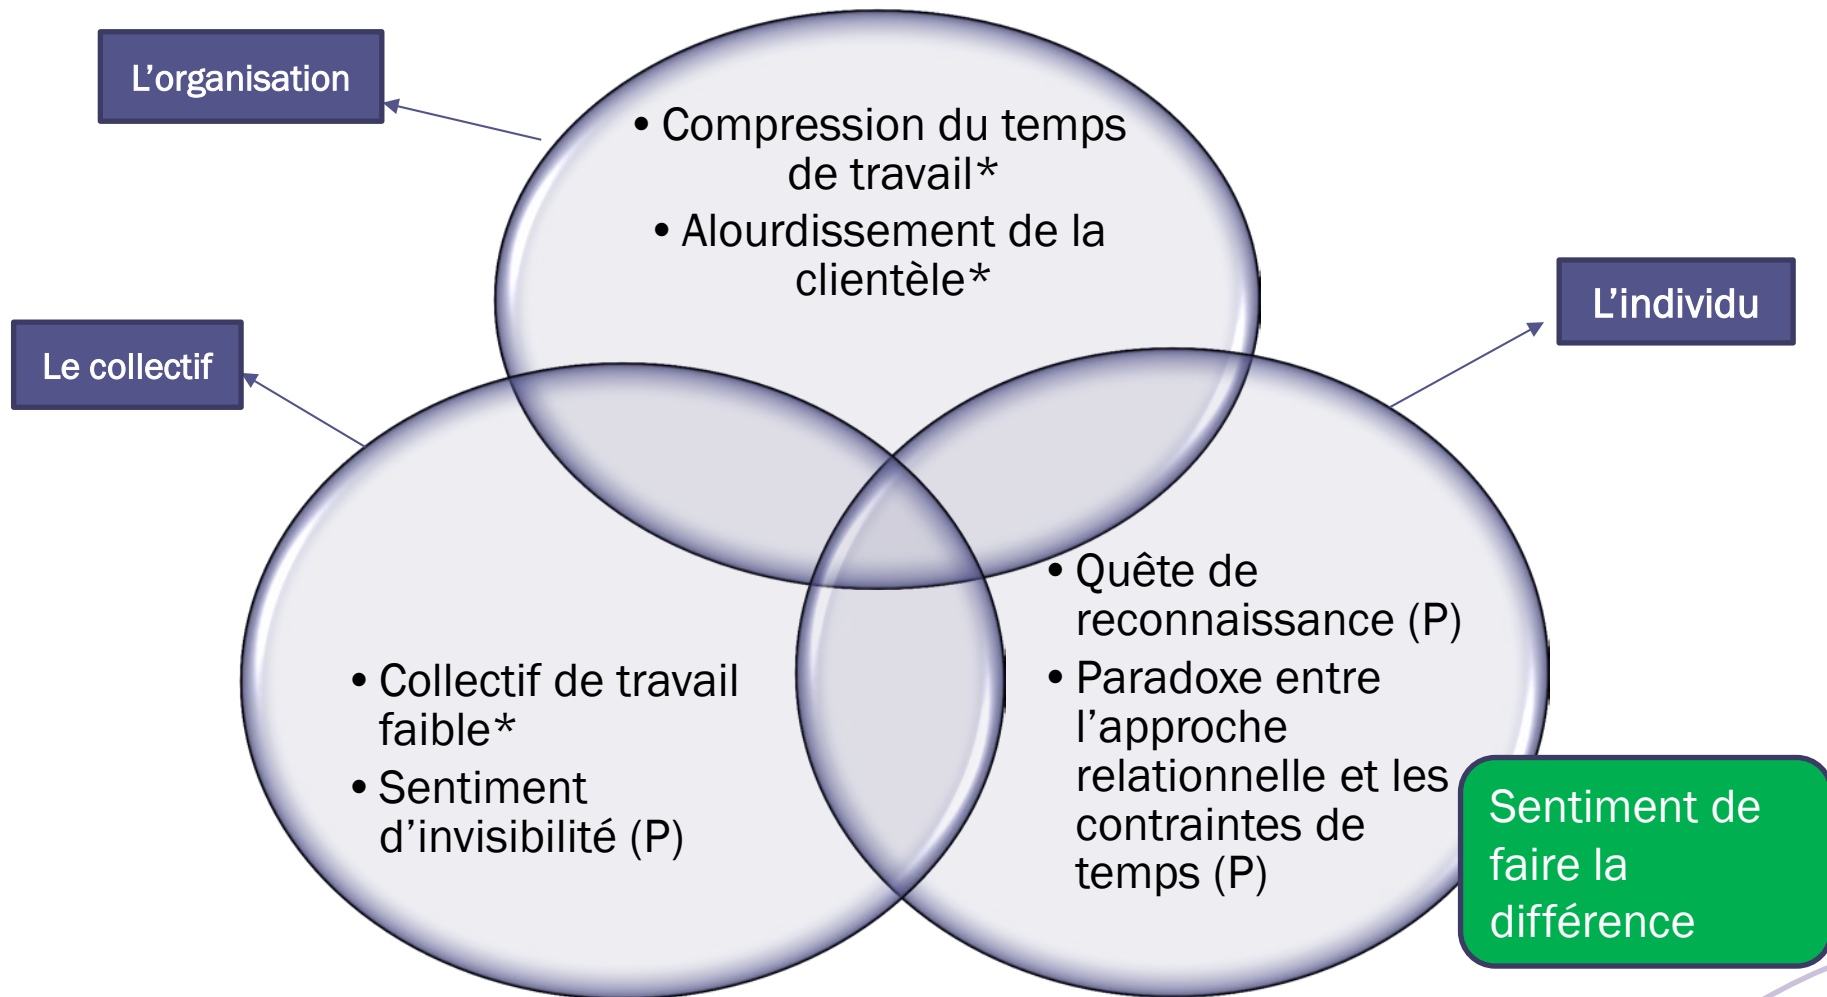 L'organisation
• Compression du temps
de travail*
• Alourdissement de la
clientèle*
L'individu
Le collectif
• Quête de
reconnaissance (P)
• Paradoxe entre
l'approche
relationnelle et les
contraintes de
temps (P)
• Collectif de travail
faible*
• Sentiment
d'invisibilité (P)
Sentiment de
faire la
différence